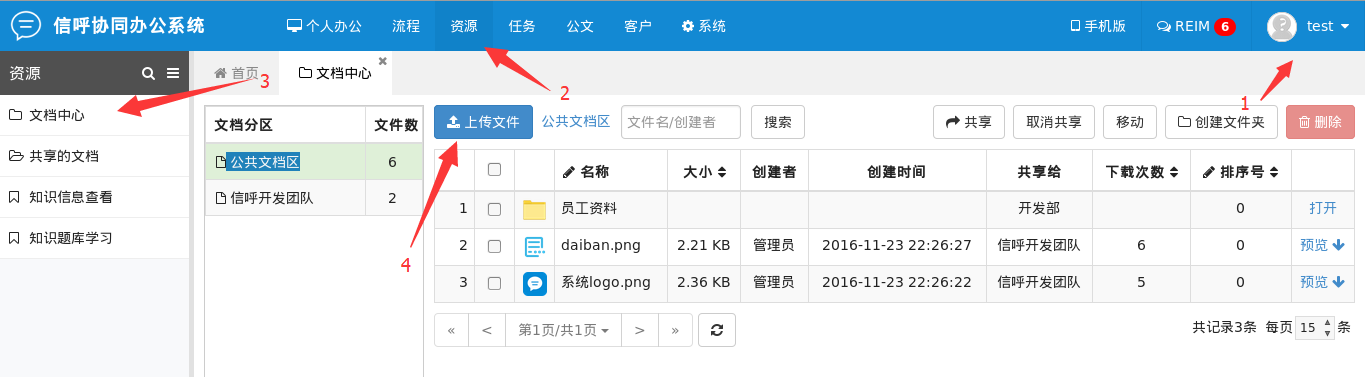 信呼协同办公系统 个人办公 流程 资源 任务 公文 客户 系统 手机版 REIM 6 test
资源 首页 文档中心
1
2
3
4
文档中心
共享的文档
知识信息查看
知识题库学习
文档分区 文件数
公共文档区 6
信呼开发团队 2
上传文件 公共文档区 文件名/创建者 搜索 共享 取消共享 移动 创建文件夹 删除
名称 大小 创建者 创建时间 共享给 下载次数 排序号
1 员工资料 开发部 0 打开
2 daiban.png 2.21 KB 管理员 2016-11-23 22:26:27 信呼开发团队 6 0 预览
3 系统logo.png 2.36 KB 管理员 2016-11-23 22:26:22 信呼开发团队 5 0 预览
« < 第1页/共1页 > » 共记录3条 每页 15 条